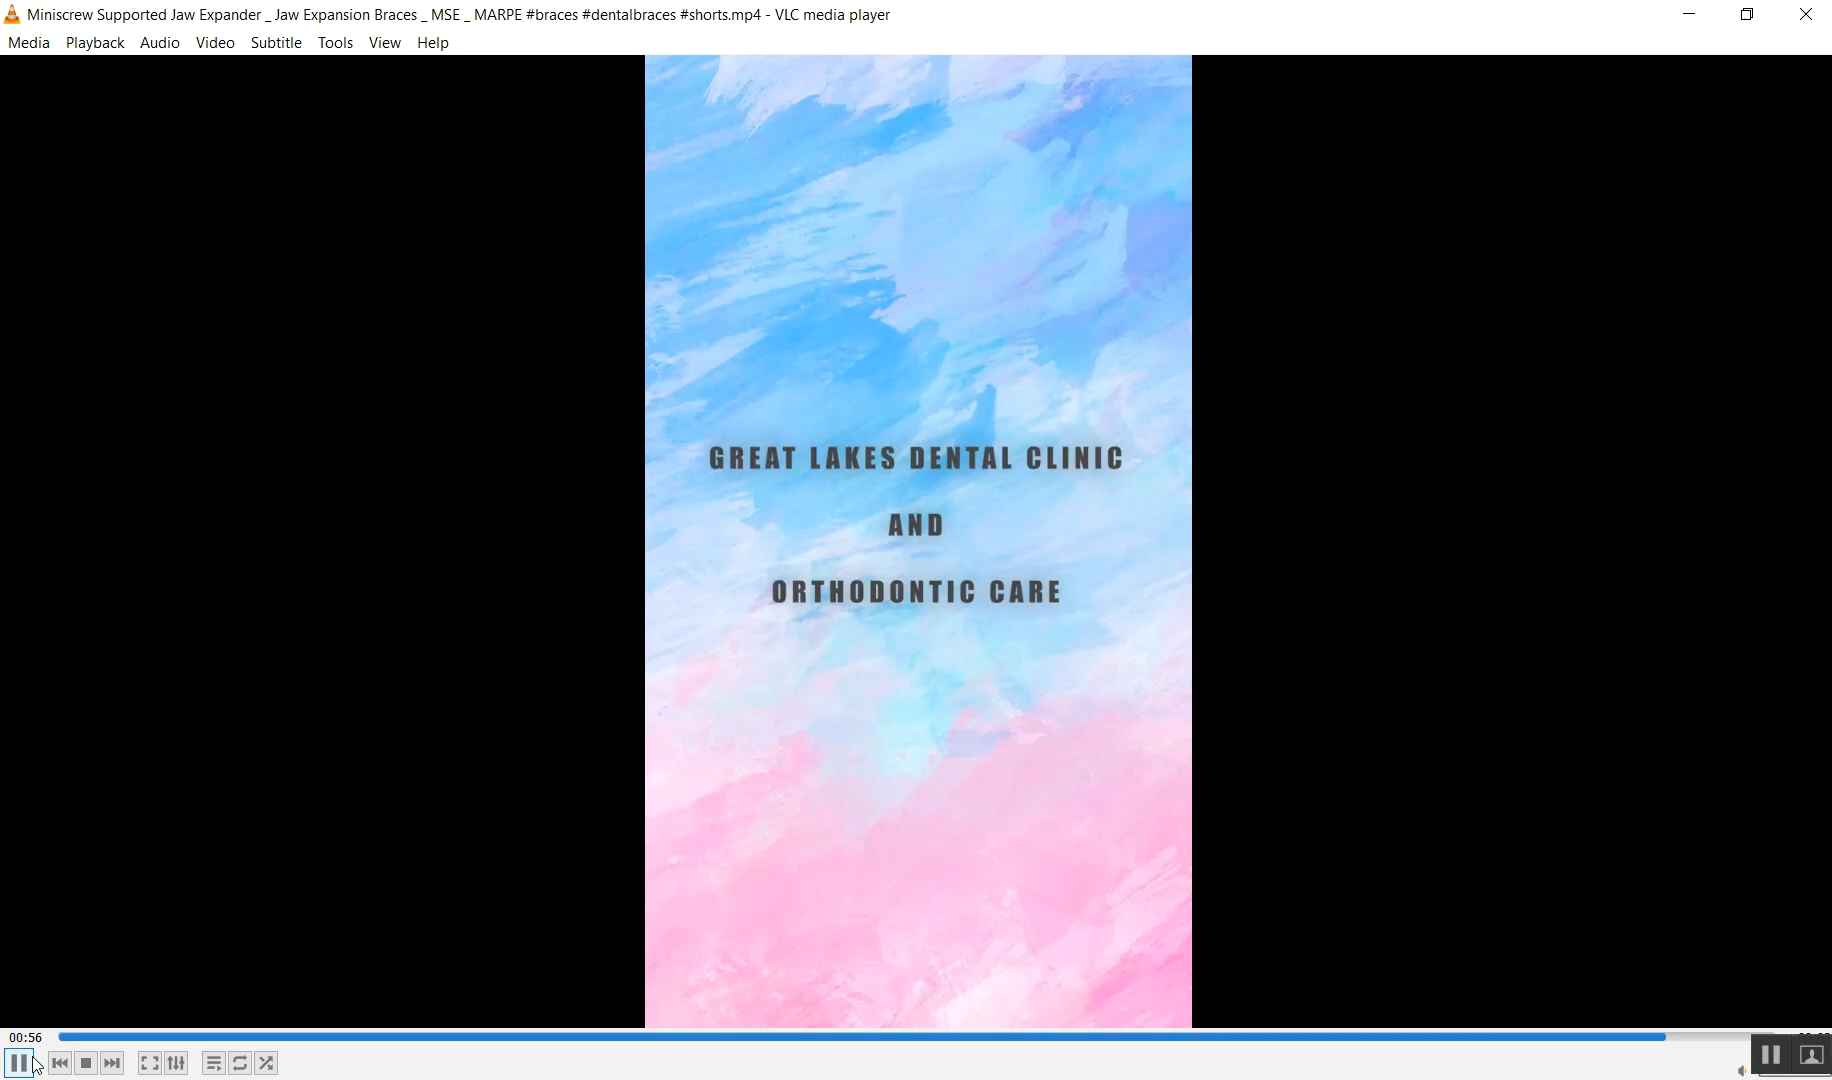 Miniscrew Supported Jaw Expander _ Jaw Expansion Braces _ MSE _ MARPE #braces #dentalbraces #shorts.mp4 - VLC media player
Media Playback Audio Video Subtitle Tools View Help
GREAT LAKES DENTAL CLINIC
AND
ORTHODONTIC CARE
00:56